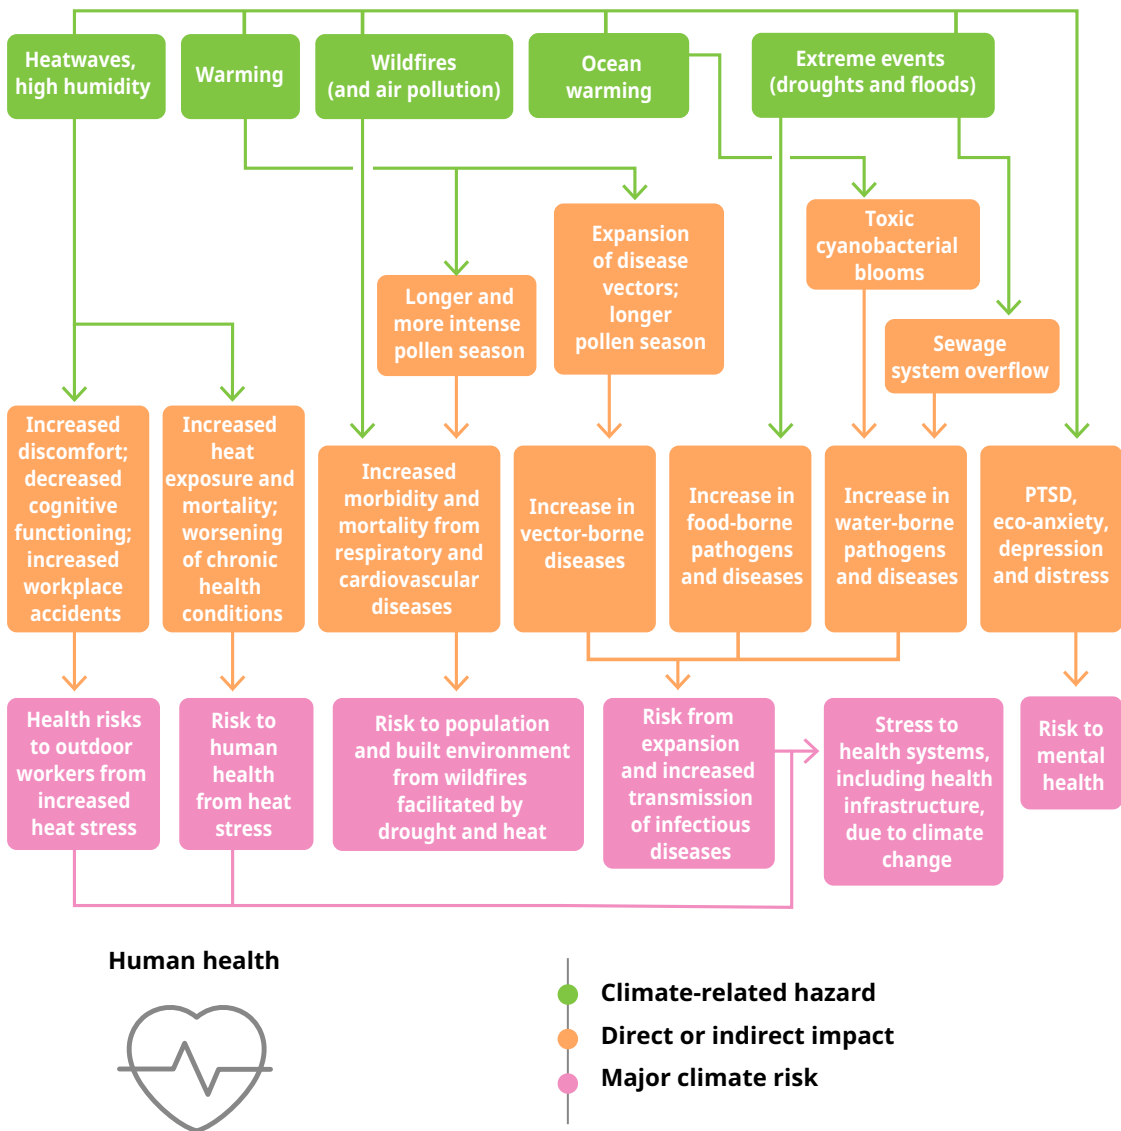 Heatwaves,
high humidity
Warming
Wildfires
(and air pollution)
Ocean
warming
Extreme events
(droughts and floods)
Toxic
cyanobacterial
blooms
Expansion
of disease
vectors;
longer
pollen season
Longer and
more intense
pollen season
Sewage
system overflow
Increased
discomfort;
decreased
cognitive
functioning;
increased
workplace
accidents
Increased
heat
exposure and
mortality;
worsening
of chronic
health
conditions
Increased
morbidity and
mortality from
respiratory and
cardiovascular
diseases
Increase in
vector-borne
diseases
Increase in
food-borne
pathogens
and diseases
Increase in
water-borne
pathogens
and diseases
PTSD,
eco-anxiety,
depression
and distress
Health risks
to outdoor
workers from
increased
heat stress
Risk to
human
health
from heat
stress
Risk to population
and built environment
from wildfires
facilitated by
drought and heat
Risk from
expansion
and increased
transmission
of infectious
diseases
Stress to
health systems,
including health
infrastructure,
due to climate
change
Risk to
mental
health
Human health
Climate-related hazard
Direct or indirect impact
Major climate risk